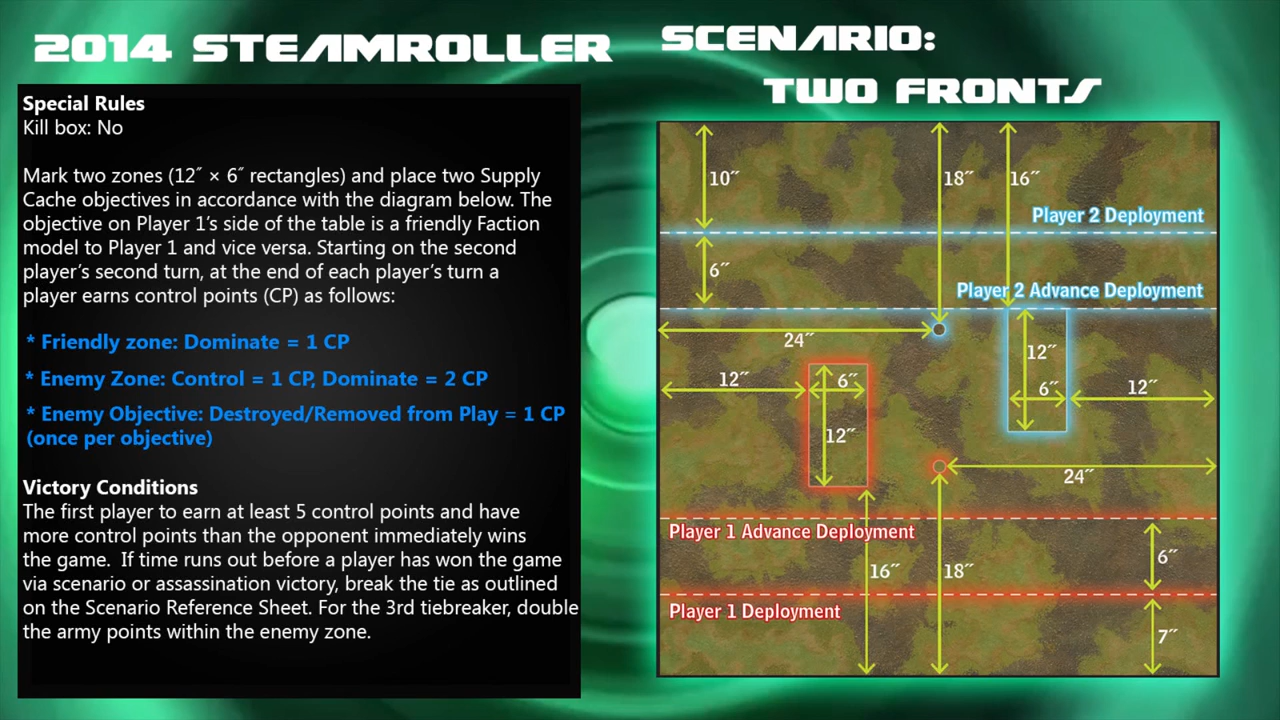 2014 STEAMROLLER
SCENARIO:
TWO FRONTS
Special Rules
Kill box: No
Mark two zones (12″ × 6″ rectangles) and place two Supply
Cache objectives in accordance with the diagram below. The
objective on Player 1's side of the table is a friendly Faction
model to Player 1 and vice versa. Starting on the second
player's second turn, at the end of each player's turn a
player earns control points (CP) as follows:
* Friendly zone: Dominate = 1 CP
* Enemy Zone: Control = 1 CP, Dominate = 2 CP
* Enemy Objective: Destroyed/Removed from Play = 1 CP
(once per objective)
Victory Conditions
The first player to earn at least 5 control points and have
more control points than the opponent immediately wins
the game.  If time runs out before a player has won the game
via scenario or assassination victory, break the tie as outlined
on the Scenario Reference Sheet. For the 3rd tiebreaker, double
the army points within the enemy zone.
10″
18″
16″
Player 2 Deployment
6″
Player 2 Advance Deployment
24″
12″
12″
6″
6″
12″
12″
24″
Player 1 Advance Deployment
6″
16″
18″
Player 1 Deployment
7″